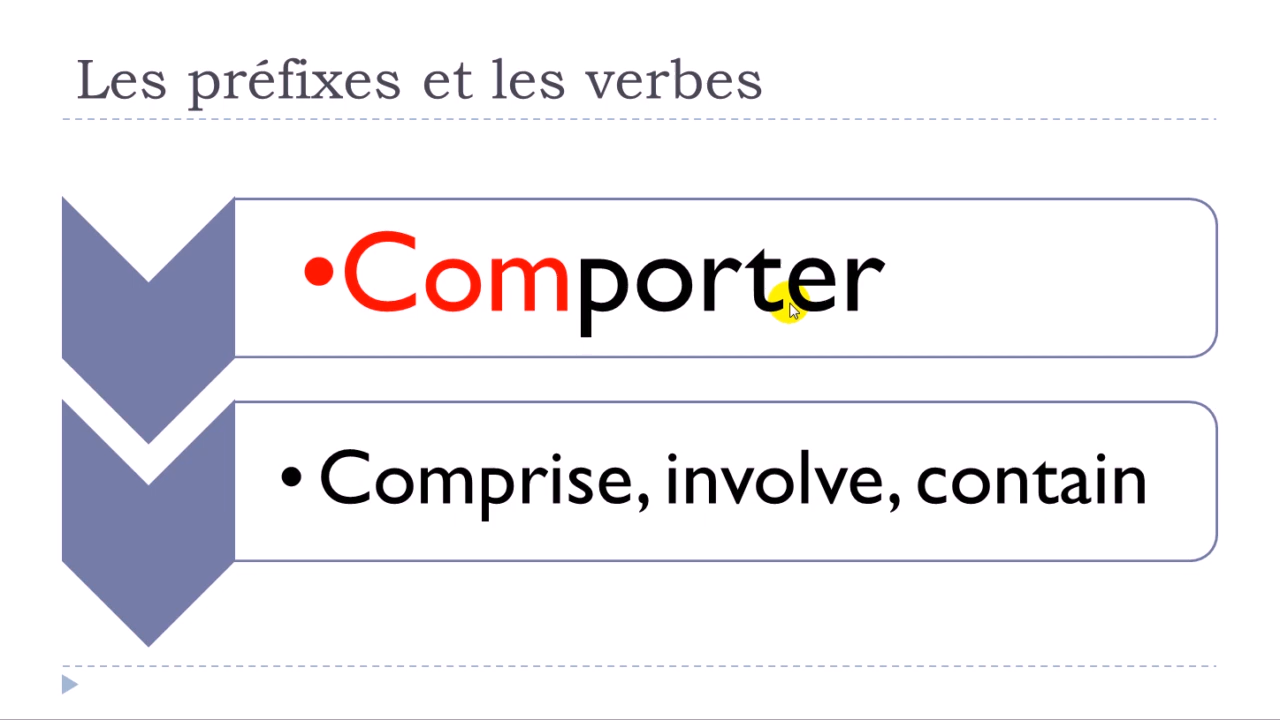 Les préfixes et les verbes
•Comporter
• Comprise, involve, contain